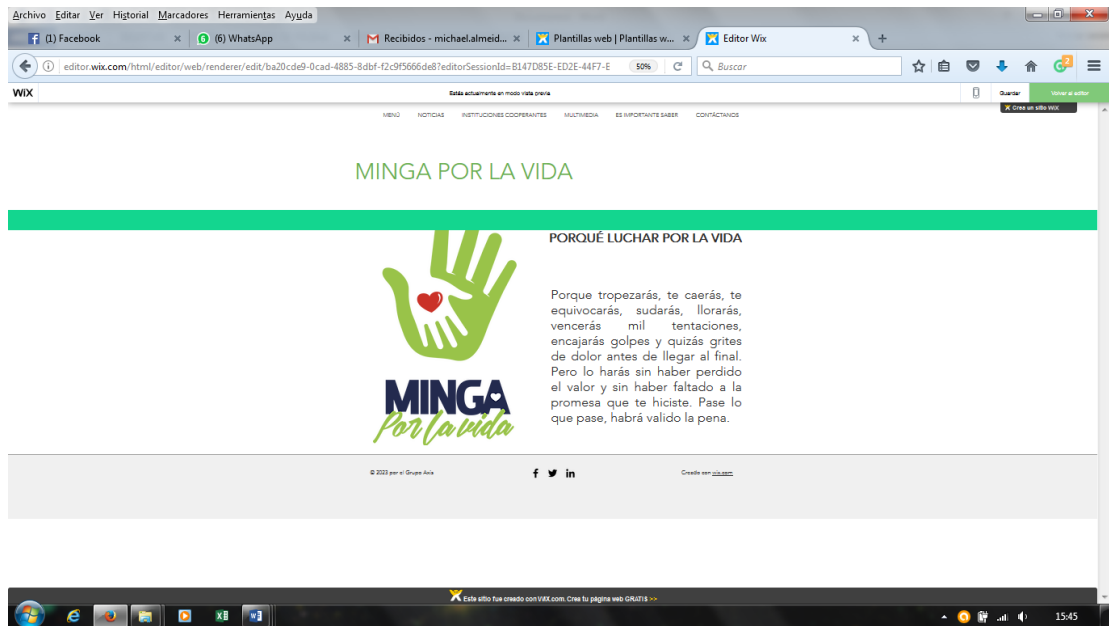 Archivo Editar Ver Historial Marcadores Herramientas Ayuda
(1) Facebook
(6) WhatsApp
Recibidos - michael.almeid...
Plantillas web | Plantillas w...
Editor Wix
editor.wix.com/html/editor/web/renderer/edit/ba20cde9-0cad-4885-8dbf-f2c9f5666de8?editorSessionId=B147D85E-ED2E-44F7-E
50%
Buscar
2
WiX
Estás actualmente en modo vista previa
Guardar
Volver al editor
Crea un sitio WiX
MENÚ NOTICIAS INSTITUCIONES COOPERANTES MULTIMEDIA ES IMPORTANTE SABER CONTÁCTANOS
MINGA POR LA VIDA
PORQUÉ LUCHAR POR LA VIDA
Porque tropezarás, te caerás, te
equivocarás, sudarás, llorarás,
vencerás mil tentaciones,
encajarás golpes y quizás grites
de dolor antes de llegar al final.
Pero lo harás sin haber perdido
el valor y sin haber faltado a la
promesa que te hiciste. Pase lo
que pase, habrá valido la pena.
MINGA
Por la vida
© 2023 por el Grupo Axis
Creado con wix.com
Este sitio fue creado con WiX.com. Crea tu página web GRATIS >>
15:45